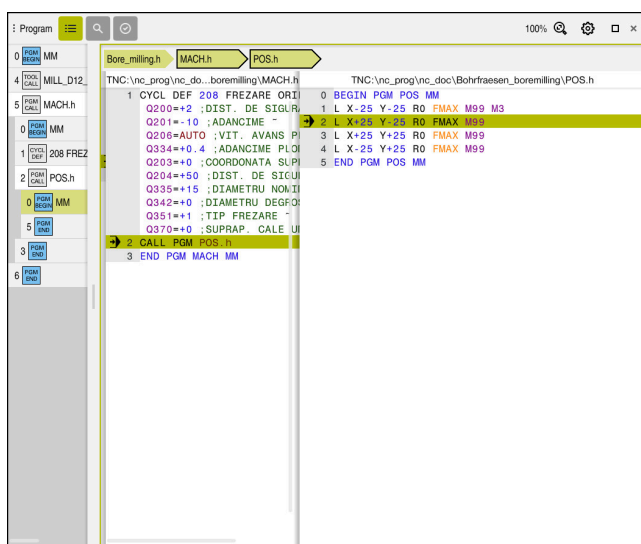 Program
100%
0 PGM BEGIN MM
4 TOOL CALL MILL_D12_
5 PGM CALL MACH.h
0 PGM BEGIN MM
1 CYCL DEF 208 FREZ
2 PGM CALL POS.h
0 PGM BEGIN MM
5 PGM END
3 PGM END
6 PGM END
Bore_milling.h MACH.h POS.h
TNC:\nc_prog\nc_do...boremilling\MACH.h
1 CYCL DEF 208 FREZARE ORI
Q200=+2 ;DIST. DE SIGUR
Q201=-10 ;ADANCIME ~
Q206=AUTO ;VIT. AVANS P
Q334=+0.4 ;ADANCIME PLO
Q203=+0 ;COORDONATA SUP
Q204=+50 ;DIST. DE SIGU
Q335=+15 ;DIAMETRU NOMI
Q342=+0 ;DIAMETRU DEGRO
Q351=+1 ;TIP FREZARE ~
Q370=+0 ;SUPRAP. CALE U
2 CALL PGM POS.h
3 END PGM MACH MM
TNC:\nc_prog\nc_doc\Bohrfraesen_boremilling\POS.h
0 BEGIN PGM POS MM
1 L X-25 Y-25 R0 FMAX M99 M3
2 L X+25 Y-25 R0 FMAX M99
3 L X+25 Y+25 R0 FMAX M99
4 L X-25 Y+25 R0 FMAX M99
5 END PGM POS MM